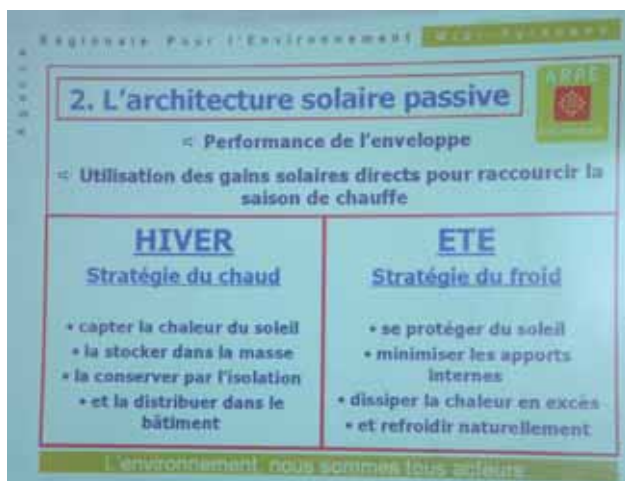 Régionale Pour l'Environnement Midi-Pyrénées
ARPE
2. L'architecture solaire passive
< Performance de l'enveloppe
< Utilisation des gains solaires directs pour raccourcir la
saison de chauffe
HIVER
Stratégie du chaud
• capter la chaleur du soleil
• la stocker dans la masse
• la conserver par l'isolation
• et la distribuer dans le
bâtiment
ETE
Stratégie du froid
• se protéger du soleil
• minimiser les apports
internes
• dissiper la chaleur en excès
• et refroidir naturellement
L'environnement, nous sommes tous acteurs